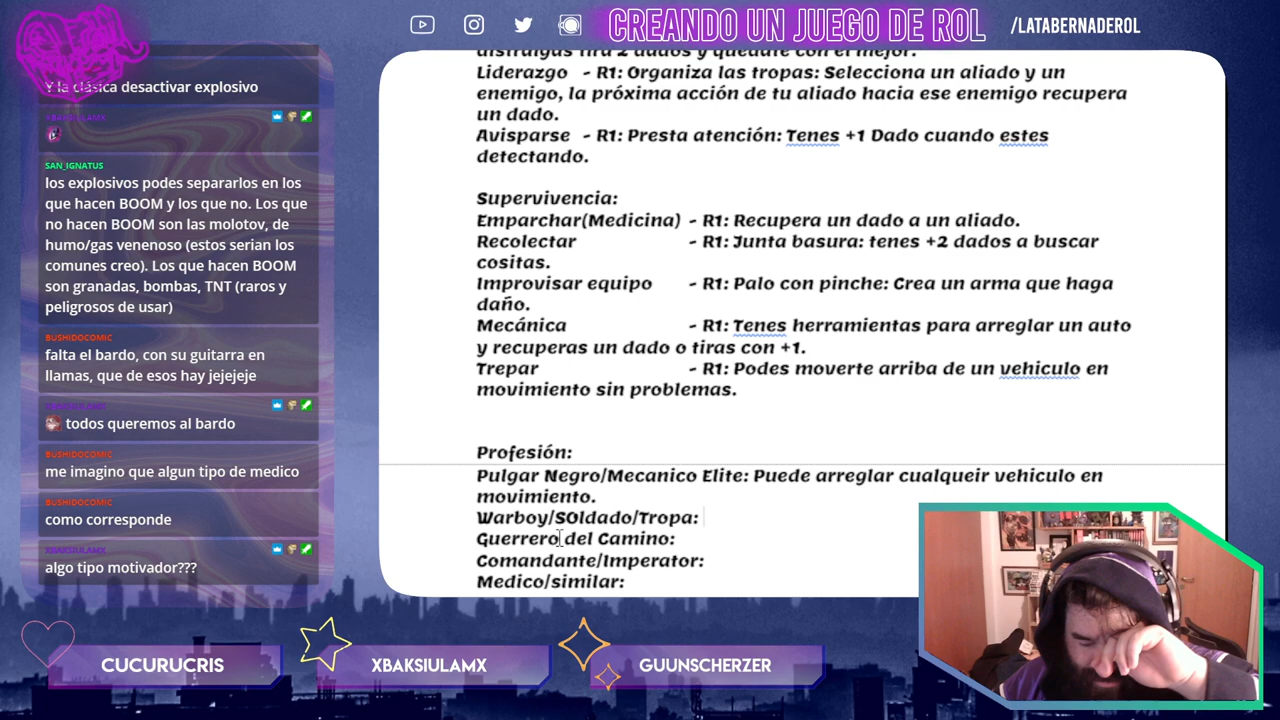 CREANDO UN JUEGO DE ROL
/LATABERNADEROL
Y la clásica desactivar explosivo
XBAKSIULAMX
SAN_IGNATUS
los explosivos podes separarlos en los
que hacen BOOM y los que no. Los que
no hacen BOOM son las molotov, de
humo/gas venenoso (estos serian los
comunes creo). Los que hacen BOOM
son granadas, bombas, TNT (raros y
peligrosos de usar)
BUSHIDOCOMIC
falta el bardo, con su guitarra en
llamas, que de esos hay jejejeje
todos queremos al bardo
BUSHIDOCOMIC
me imagino que algun tipo de medico
BUSHIDOCOMIC
como corresponde
XBAKSIULAMX
algo tipo motivador???
distraigas tira 2 dados y quedate con el mejor.
Liderazgo - R1: Organiza las tropas: Selecciona un aliado y un
enemigo, la próxima acción de tu aliado hacia ese enemigo recupera
un dado.
Avisparse - R1: Presta atención: Tenes +1 Dado cuando estes
detectando.
Supervivencia:
Emparchar(Medicina) - R1: Recupera un dado a un aliado.
Recolectar - R1: Junta basura: tenes +2 dados a buscar
cositas.
Improvisar equipo - R1: Palo con pinche: Crea un arma que haga
daño.
Mecánica - R1: Tenes herramientas para arreglar un auto
y recuperas un dado o tiras con +1.
Trepar - R1: Podes moverte arriba de un vehiculo en
movimiento sin problemas.
Profesión:
Pulgar Negro/Mecanico Elite: Puede arreglar cualqueir vehiculo en
movimiento.
Warboy/SOldado/Tropa:
Guerrero del Camino:
Comandante/Imperator:
Medico/similar:
CUCURUCRIS
XBAKSIULAMX
GUUNSCHERZER